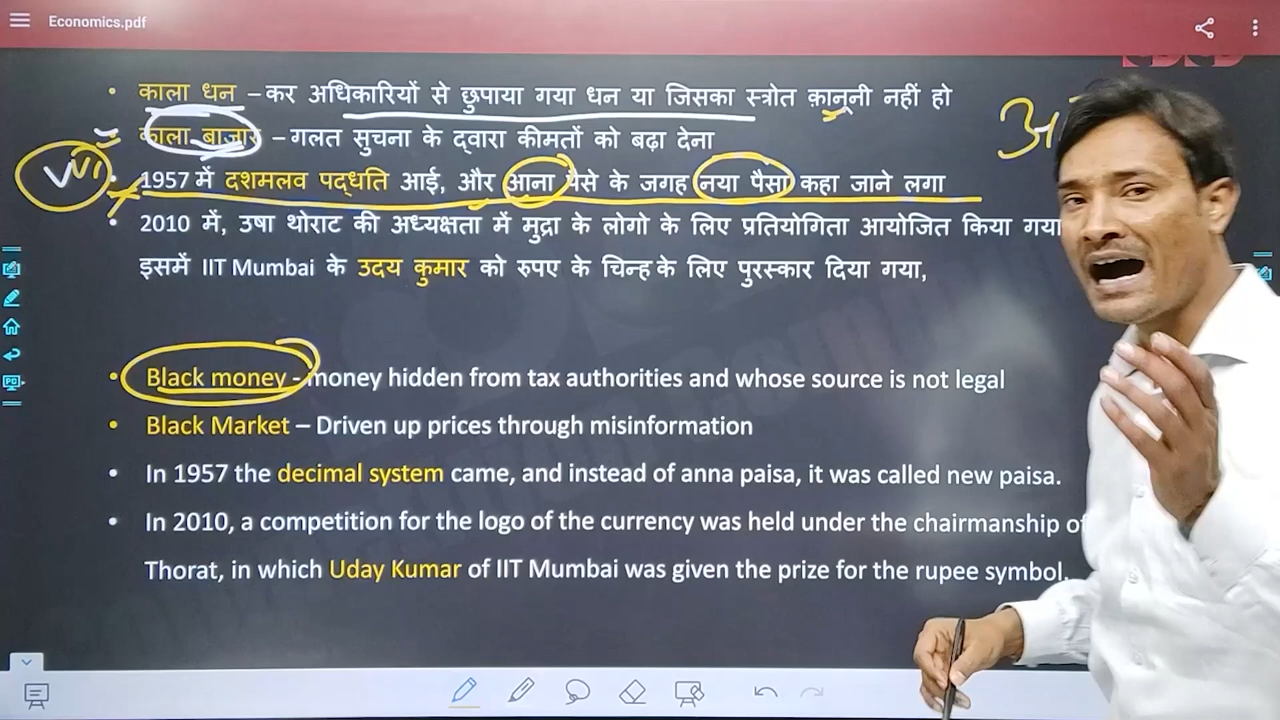 Economics.pdf
• काला धन – कर अधिकारियों से छुपाया गया धन या जिसका स्त्रोत क़ानूनी नहीं हो
काला बाजार – गलत सुचना के द्वारा कीमतों को बढ़ा देना
VVI • 1957 में दशमलव पद्धति आई, और आना पैसे के जगह नया पैसा कहा जाने लगा
• 2010 में, उषा थोराट की अध्यक्षता में मुद्रा के लोगो के लिए प्रतियोगिता आयोजित किया गया
इसमें IIT Mumbai के उदय कुमार को रुपए के चिन्ह के लिए पुरस्कार दिया गया,
• Black money - money hidden from tax authorities and whose source is not legal
• Black Market – Driven up prices through misinformation
• In 1957 the decimal system came, and instead of anna paisa, it was called new paisa.
• In 2010, a competition for the logo of the currency was held under the chairmanship of
Thorat, in which Uday Kumar of IIT Mumbai was given the prize for the rupee symbol.